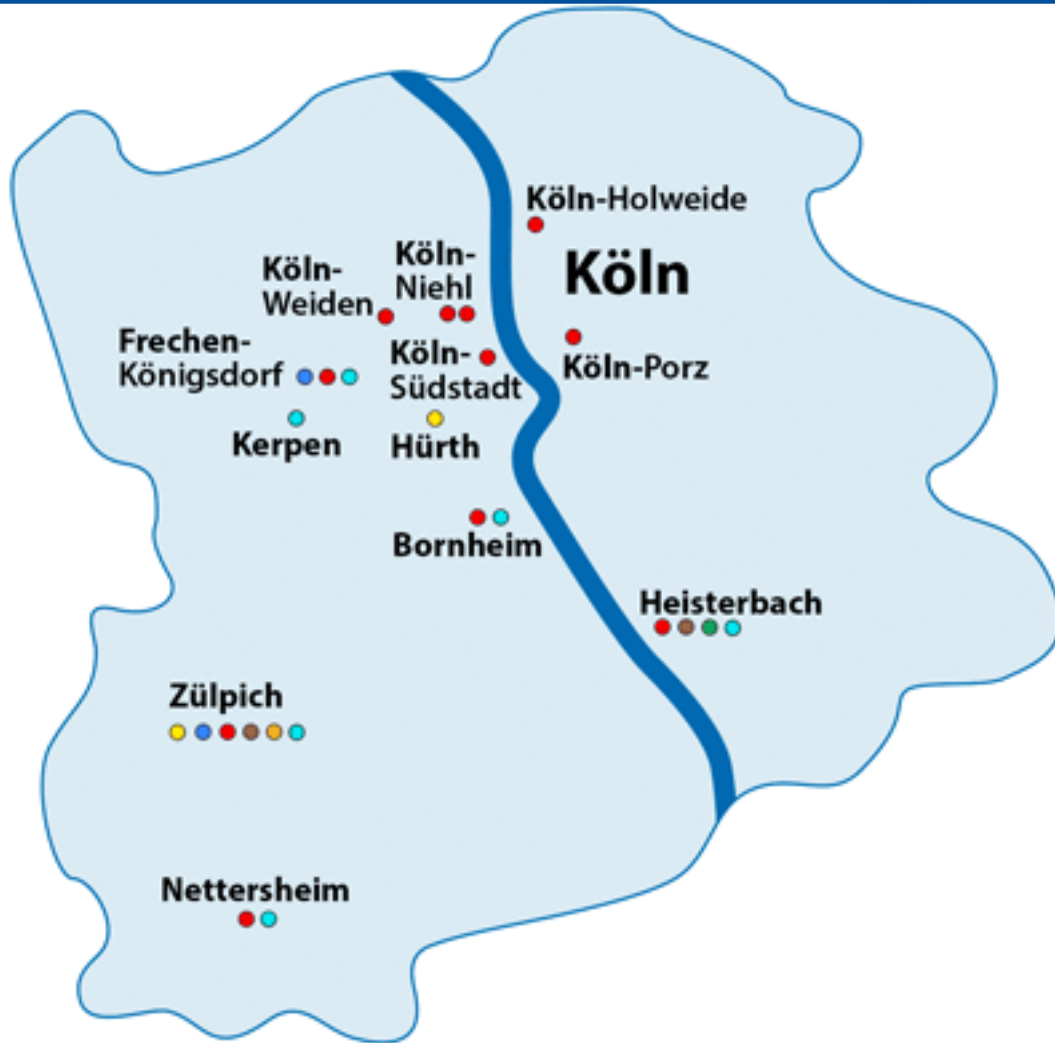 Köln-Holweide
Köln
Köln-
Niehl
Köln-
Weiden
Frechen-
Königsdorf
Köln-
Südstadt
Köln-Porz
Kerpen
Hürth
Bornheim
Heisterbach
Zülpich
Nettersheim